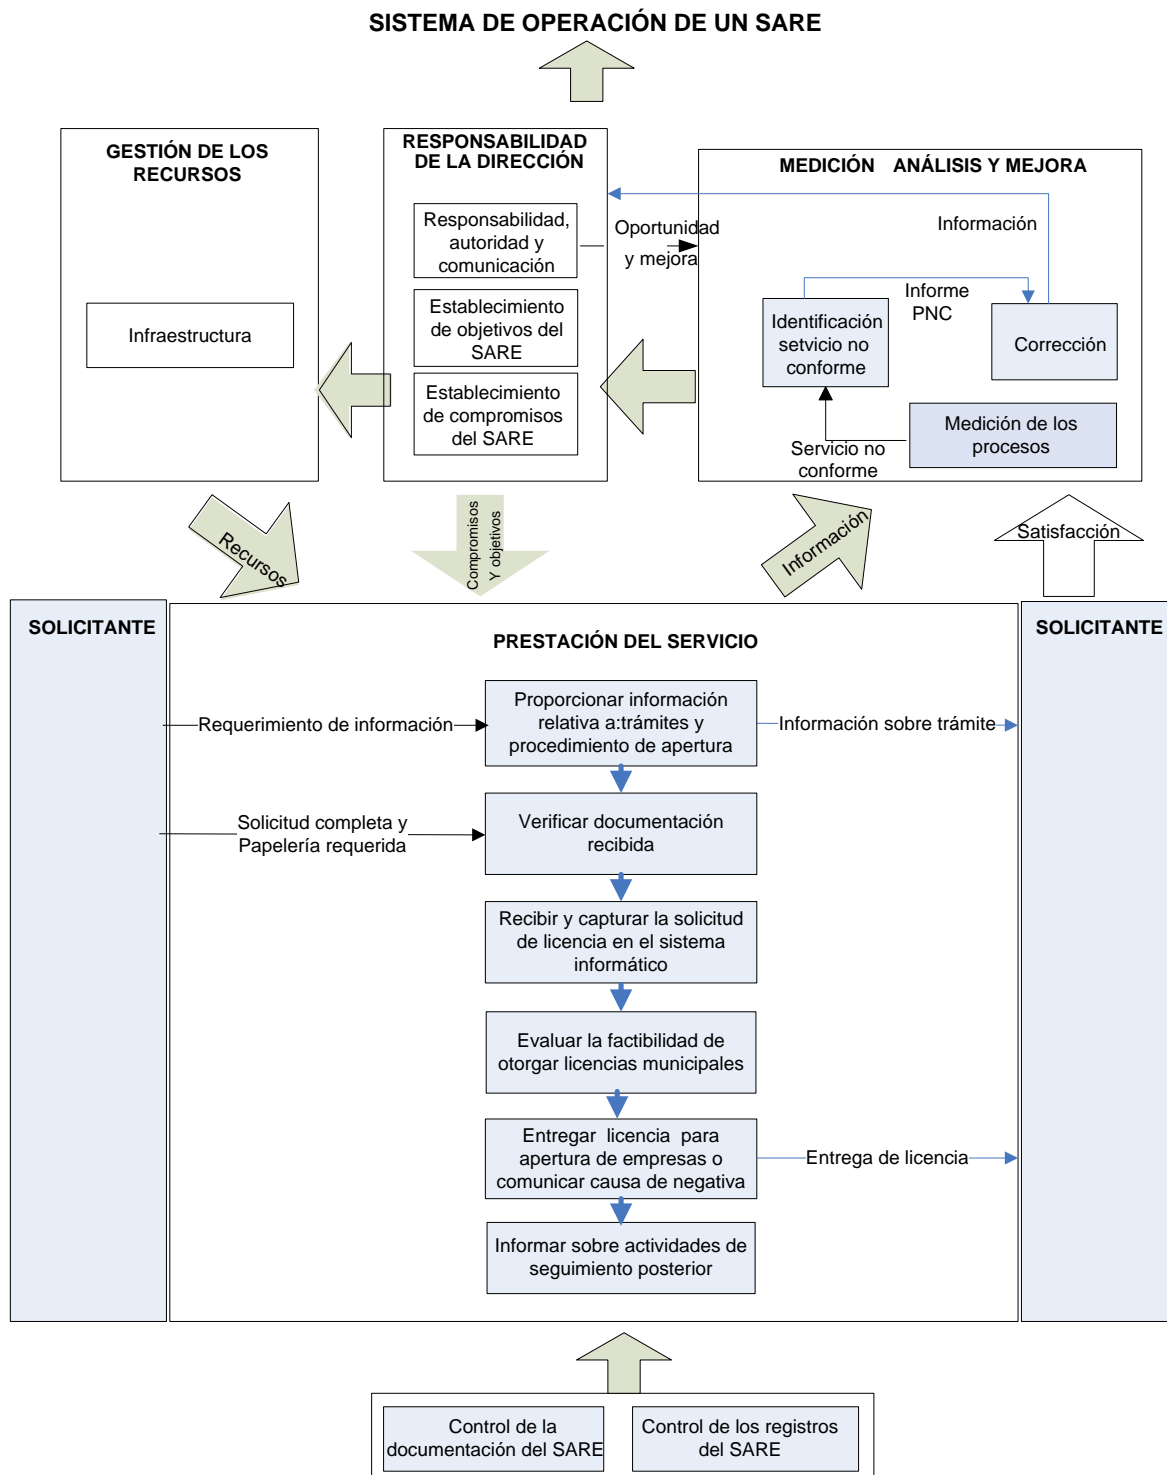 SISTEMA DE OPERACIÓN DE UN SARE
GESTIÓN DE LOS
RECURSOS
Infraestructura
RESPONSABILIDAD
DE LA DIRECCIÓN
Responsabilidad,
autoridad y
comunicación
Establecimiento
de objetivos del
SARE
Establecimiento
de compromisos
del SARE
Oportunidad
y mejora
MEDICIÓN ANÁLISIS Y MEJORA
Información
Informe
PNC
Identificación
setvicio no
conforme
Corrección
Medición de los
procesos
Servicio no
conforme
Recursos
Compromisos
Y objetivos
Información
Satisfacción
SOLICITANTE
PRESTACIÓN DEL SERVICIO
SOLICITANTE
Requerimiento de información
Proporcionar información
relativa a:trámites y
procedimiento de apertura
Información sobre trámite
Solicitud completa y
Papelería requerida
Verificar documentación
recibida
Recibir y capturar la solicitud
de licencia en el sistema
informático
Evaluar la factibilidad de
otorgar licencias municipales
Entregar licencia para
apertura de empresas o
comunicar causa de negativa
Entrega de licencia
Informar sobre actividades de
seguimiento posterior
Control de la
documentación del SARE
Control de los registros
del SARE